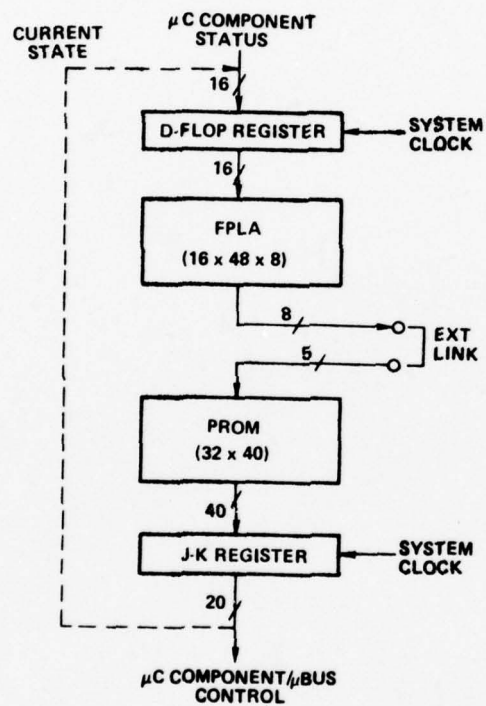 CURRENT
STATE
μC COMPONENT
STATUS
16
D-FLOP REGISTER
SYSTEM
CLOCK
16
FPLA
(16 x 48 x 8)
8
EXT
LINK
5
PROM
(32 x 40)
40
J-K REGISTER
SYSTEM
CLOCK
20
μC COMPONENT/μBUS
CONTROL